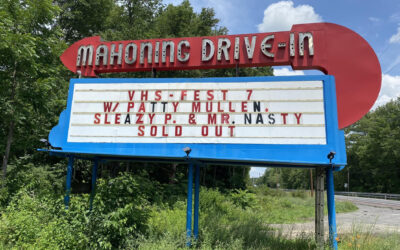 MAHONING DRIVE-IN
VHS-FEST 7
W/ PATTY MULLEN,
SLEAZY P. & MR. NASTY
SOLD OUT